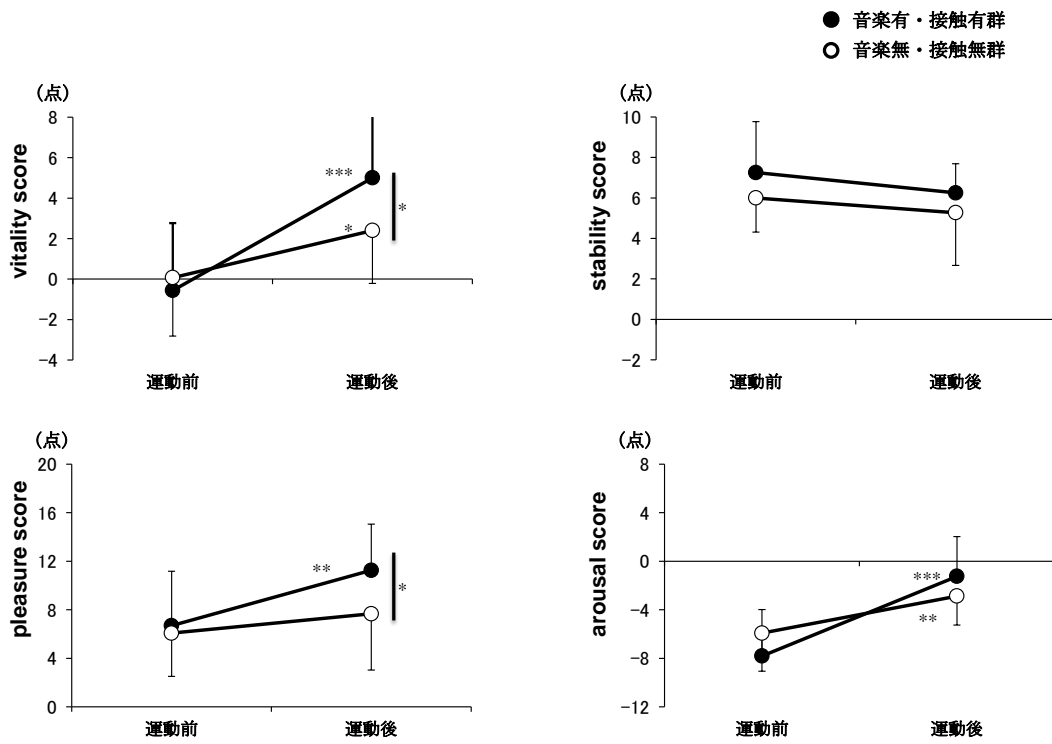 音楽有・接触有群
音楽無・接触無群
(点)
8
6
4
2
0
−2
−4
vitality score
***
*
*
運動前
運動後
(点)
10
8
6
4
2
0
−2
stability score
運動前
運動後
(点)
20
16
12
8
4
0
pleasure score
**
*
運動前
運動後
(点)
8
4
0
−4
−8
−12
arousal score
***
**
運動前
運動後